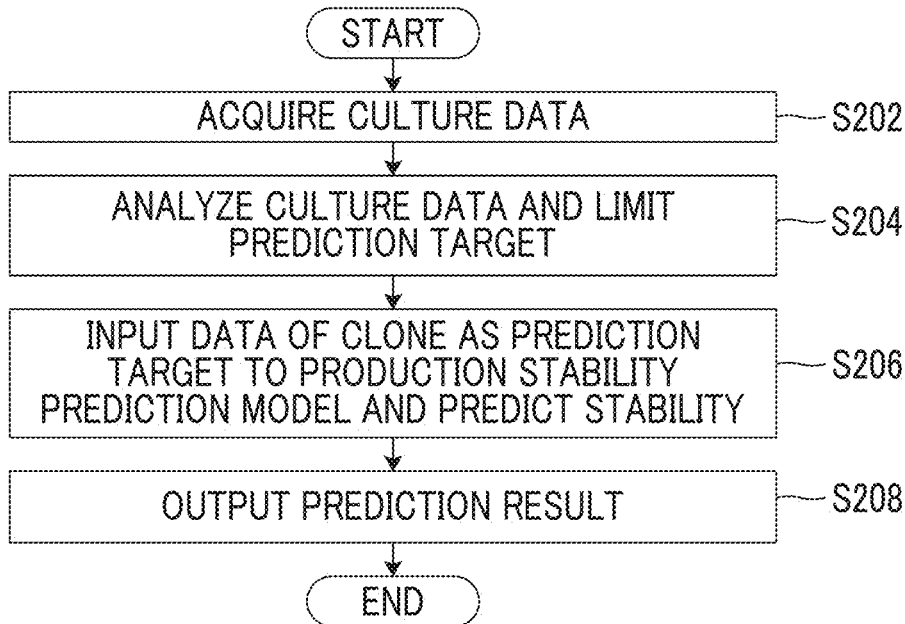 START
ACQUIRE CULTURE DATA
S202
ANALYZE CULTURE DATA AND LIMIT
PREDICTION TARGET
S204
INPUT DATA OF CLONE AS PREDICTION
TARGET TO PRODUCTION STABILITY
PREDICTION MODEL AND PREDICT STABILITY
S206
OUTPUT PREDICTION RESULT
S208
END